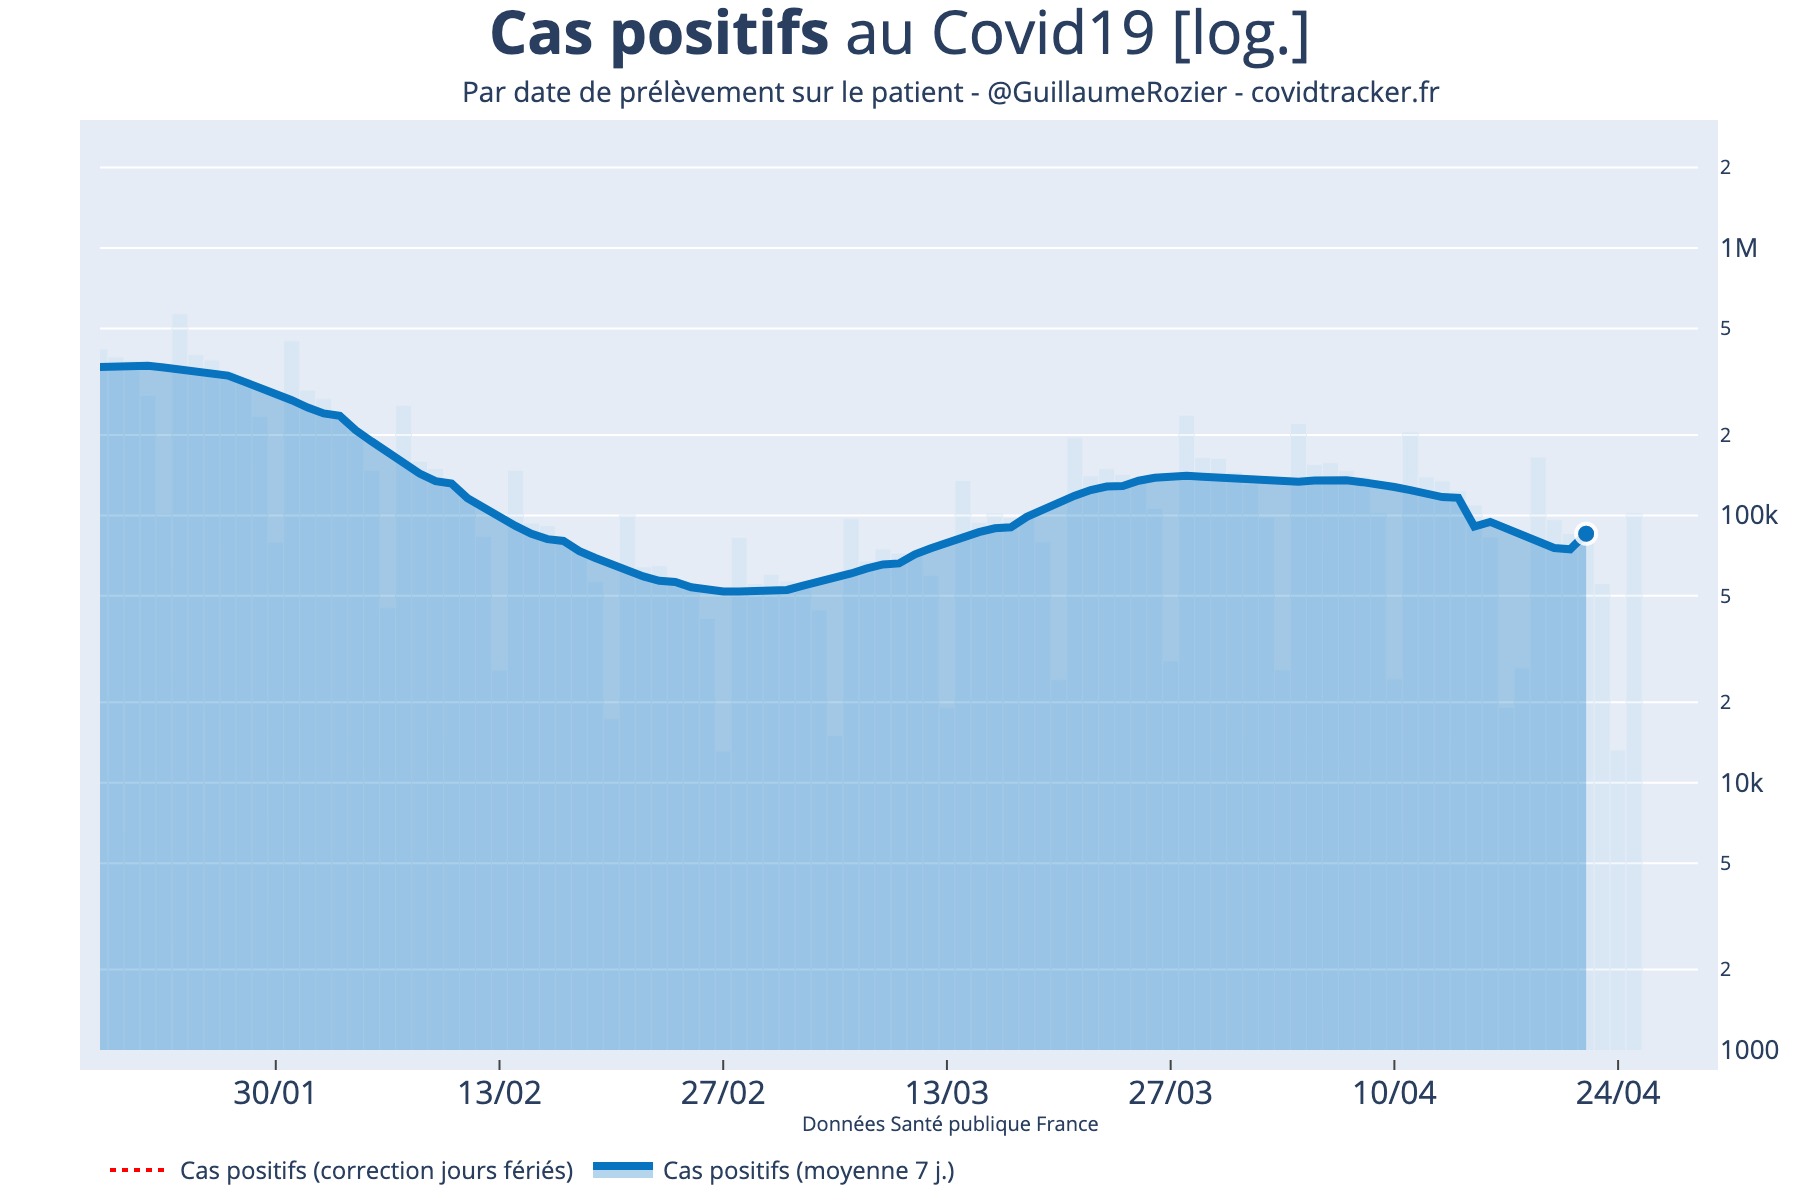 Cas positifs au Covid19 [log.]
Par date de prélèvement sur le patient - @GuillaumeRozier - covidtracker.fr
2
1M
5
2
100k
5
2
10k
5
2
1000
30/01 13/02 27/02 13/03 27/03 10/04 24/04
Données Santé publique France
Cas positifs (correction jours fériés) Cas positifs (moyenne 7 j.)